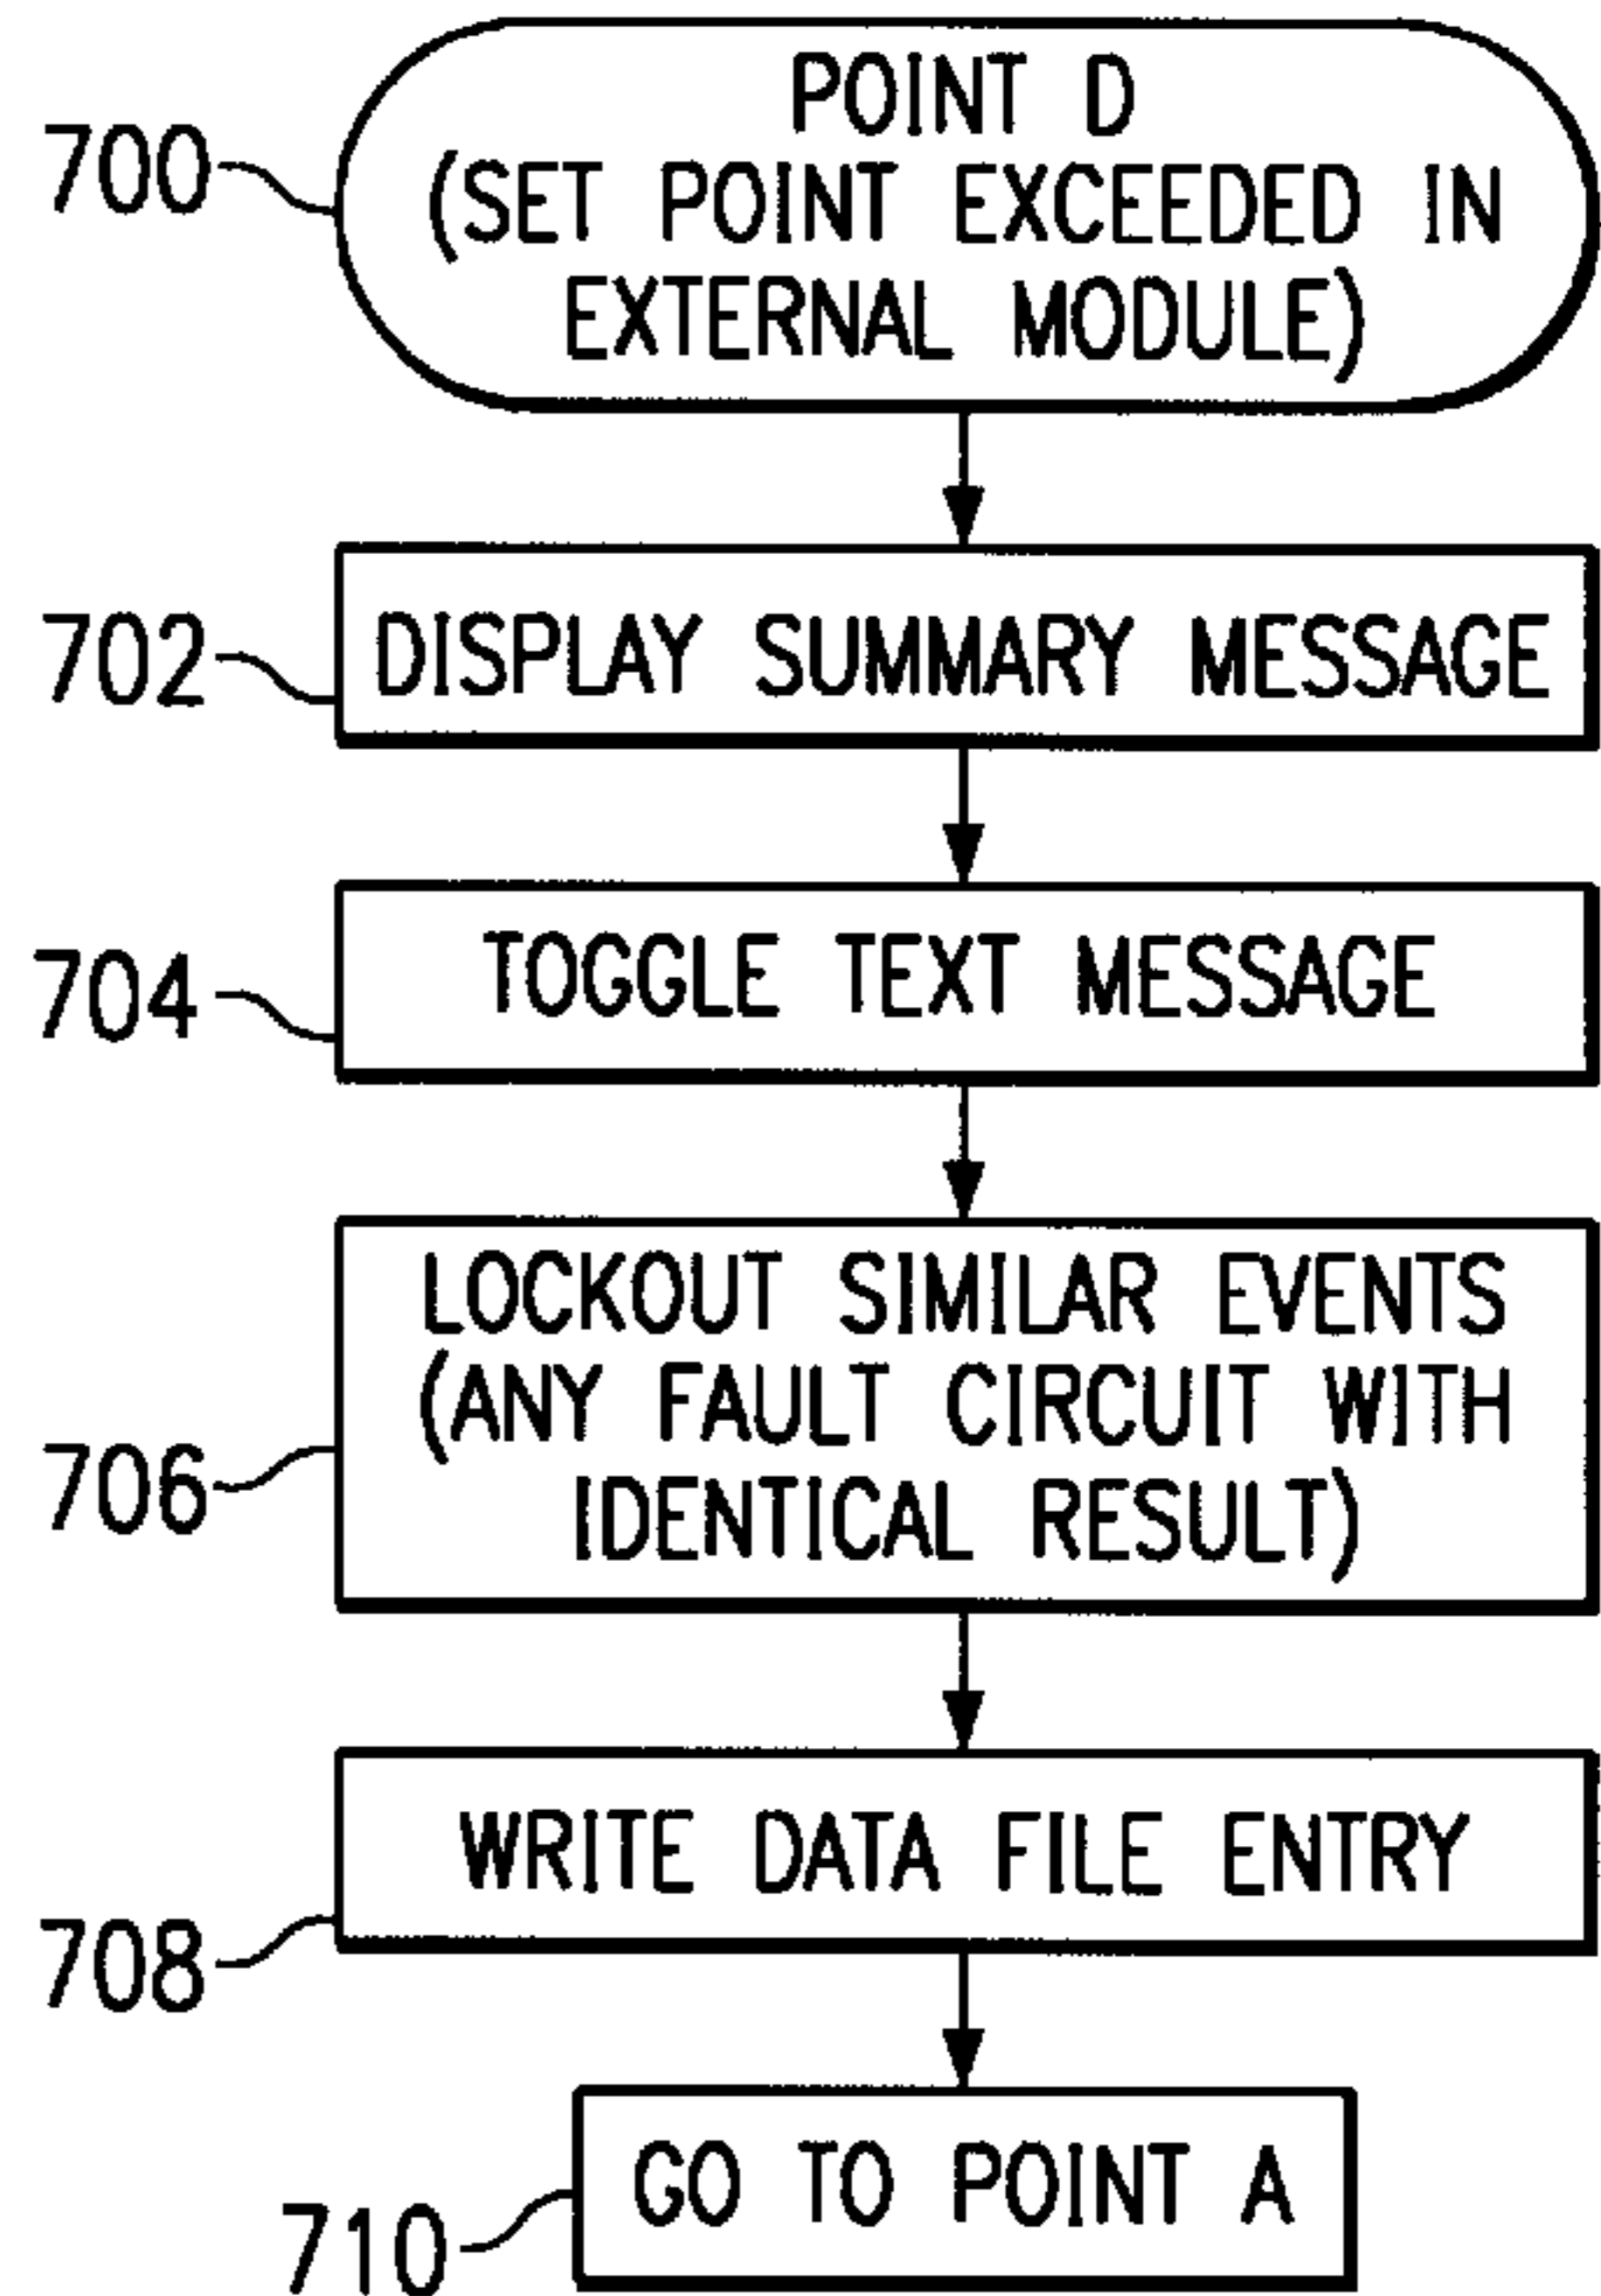 700
POINT D
(SET POINT EXCEEDED IN
EXTERNAL MODULE)
702
DISPLAY SUMMARY MESSAGE
704
TOGGLE TEXT MESSAGE
706
LOCKOUT SIMILAR EVENTS
(ANY FAULT CIRCUIT WITH
IDENTICAL RESULT)
708
WRITE DATA FILE ENTRY
710
GO TO POINT A